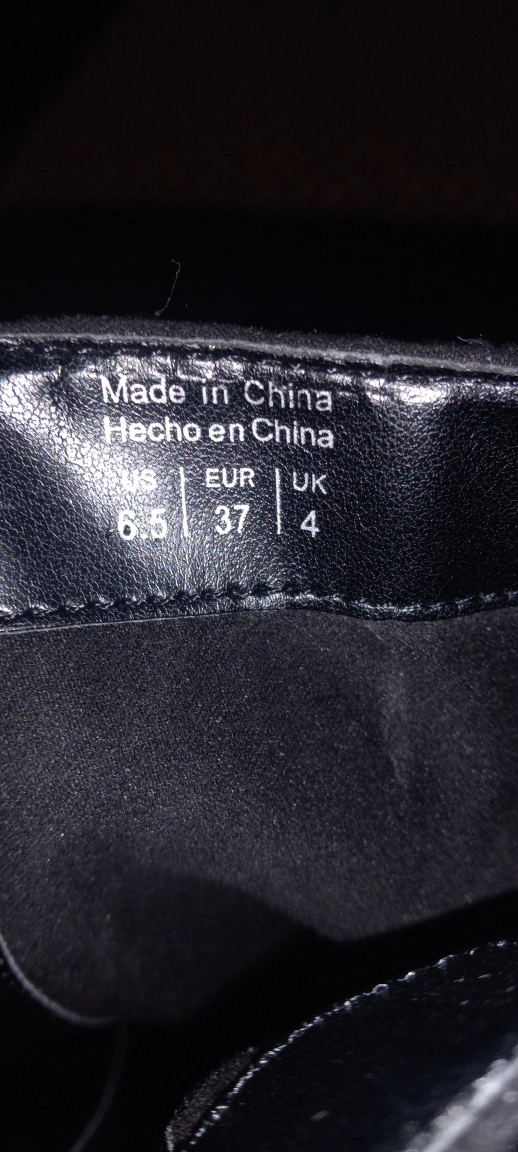 Made in China
Hecho en China
US | EUR | UK
6.5 | 37 | 4